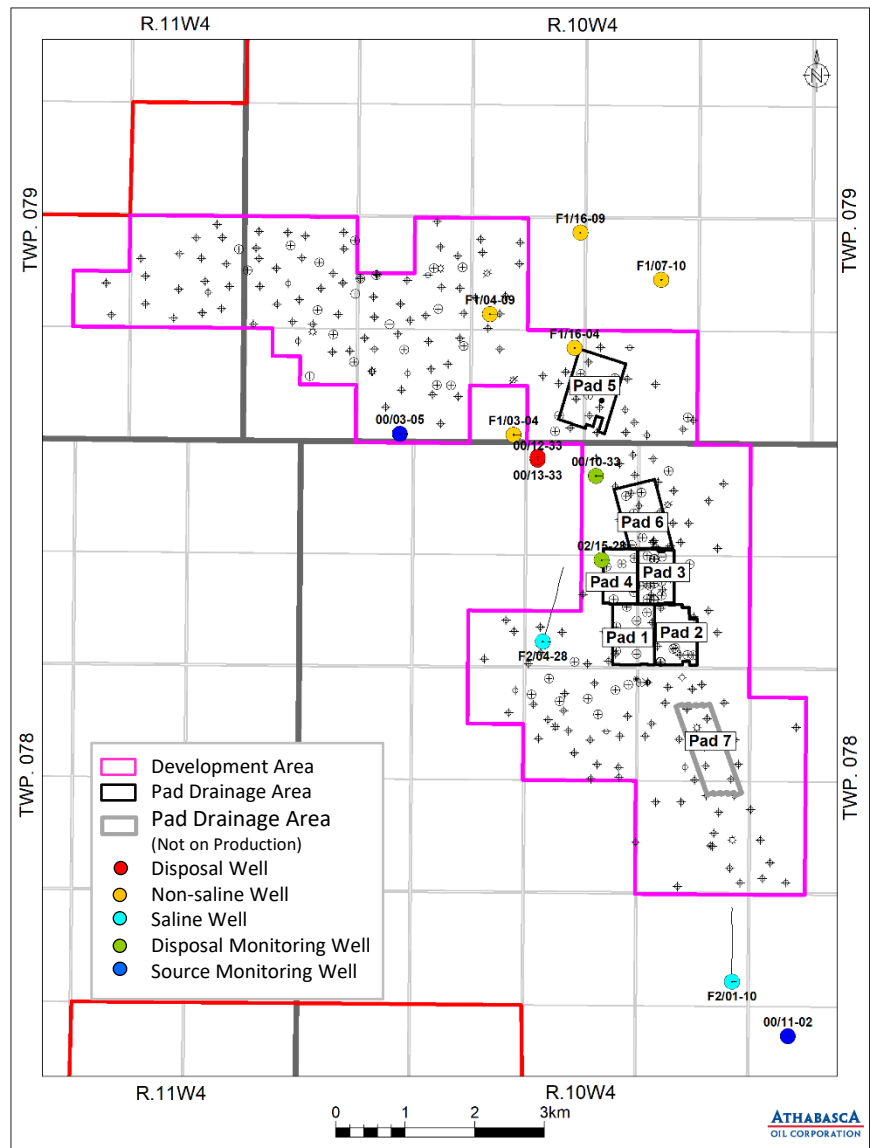 R.11W4 R.10W4
N
TWP. 079 TWP. 079
F1/16-09
F1/07-10
F1/04-09
F1/16-04
Pad 5
00/03-05
F1/03-04
00/12-33
00/13-33
00/10-33
Pad 6
02/15-28
Pad 4
Pad 3
Pad 1
Pad 2
F2/04-28
Pad 7
TWP. 078 TWP. 078
Development Area
Pad Drainage Area
Pad Drainage Area
(Not on Production)
Disposal Well
Non-saline Well
Saline Well
Disposal Monitoring Well
Source Monitoring Well
F2/01-10
00/11-02
R.11W4 R.10W4
0 1 2 3km
ATHABASCA
OIL CORPORATION